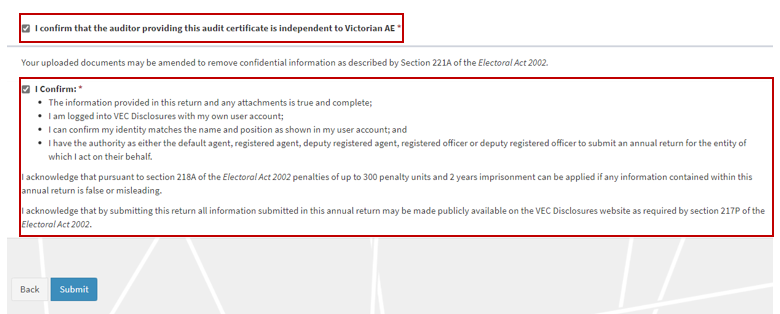 I confirm that the auditor providing this audit certificate is independent to Victorian AE *
Your uploaded documents may be amended to remove confidential information as described by Section 221A of the Electoral Act 2002.
I Confirm: *
• The information provided in this return and any attachments is true and complete;
• I am logged into VEC Disclosures with my own user account;
• I can confirm my identity matches the name and position as shown in my user account; and
• I have the authority as either the default agent, registered agent, deputy registered agent, registered officer or deputy registered officer to submit an annual return for the entity of
which I act on their behalf.
I acknowledge that pursuant to section 218A of the Electoral Act 2002 penalties of up to 300 penalty units and 2 years imprisonment can be applied if any information contained within this
annual return is false or misleading.
I acknowledge that by submitting this return all information submitted in this annual return may be made publicly available on the VEC Disclosures website as required by section 217P of the
Electoral Act 2002.
Back Submit